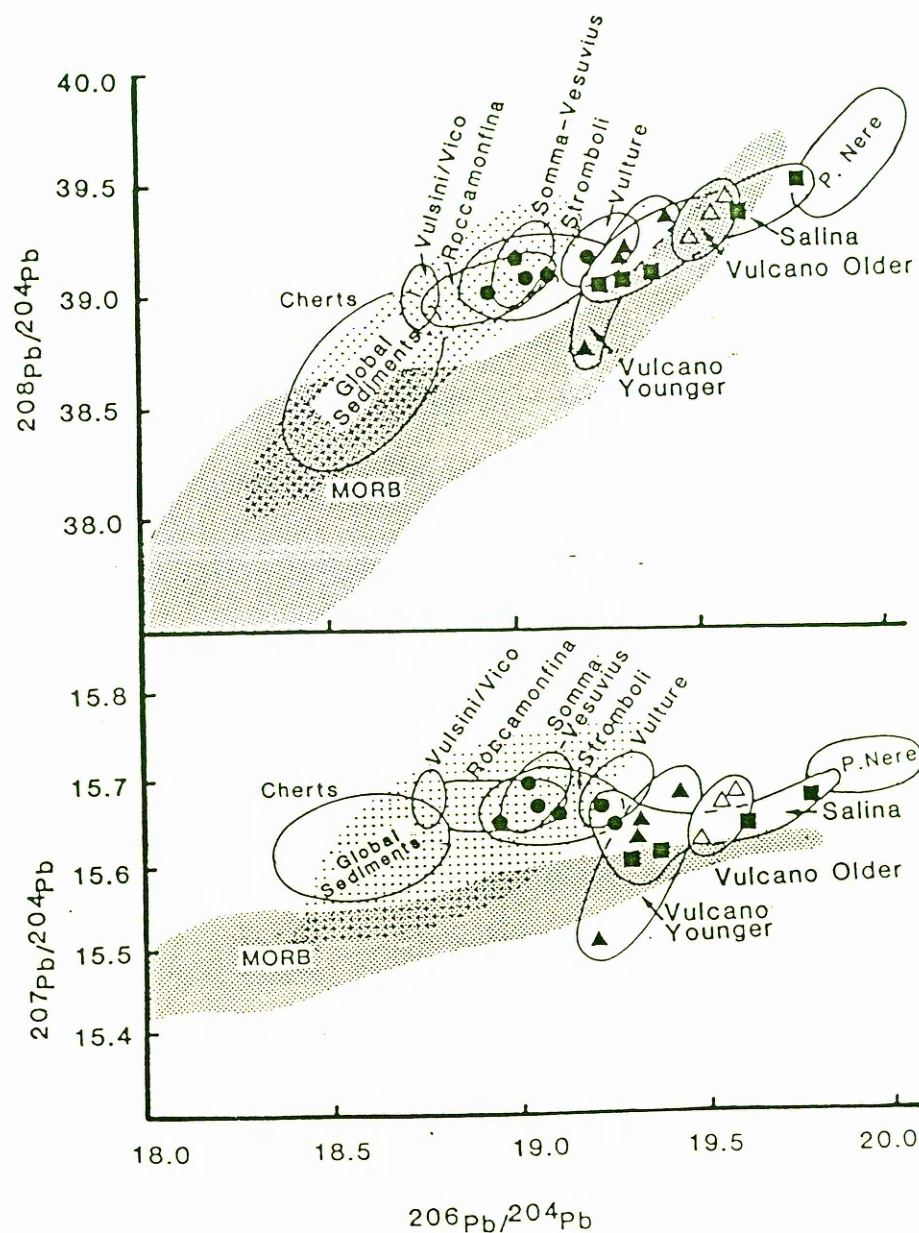 40.0
39.5
39.0
38.5
38.0
208Pb/204Pb
Vulsini/Vico
Roccamonfina
Somma-Vesuvius
Stromboli
Vulture
P. Nere
Salina
Vulcano Older
Cherts
Global
Sediments
Vulcano
Younger
MORB
15.8
15.7
15.6
15.5
15.4
207Pb/204Pb
Vulsini/Vico
Roccamonfina
Somma-
Vesuvius
Stromboli
Vulture
P. Nere
Cherts
Salina
Global
Sediments
Vulcano Older
Vulcano
Younger
MORB
18.0 18.5 19.0 19.5 20.0
206Pb/204Pb